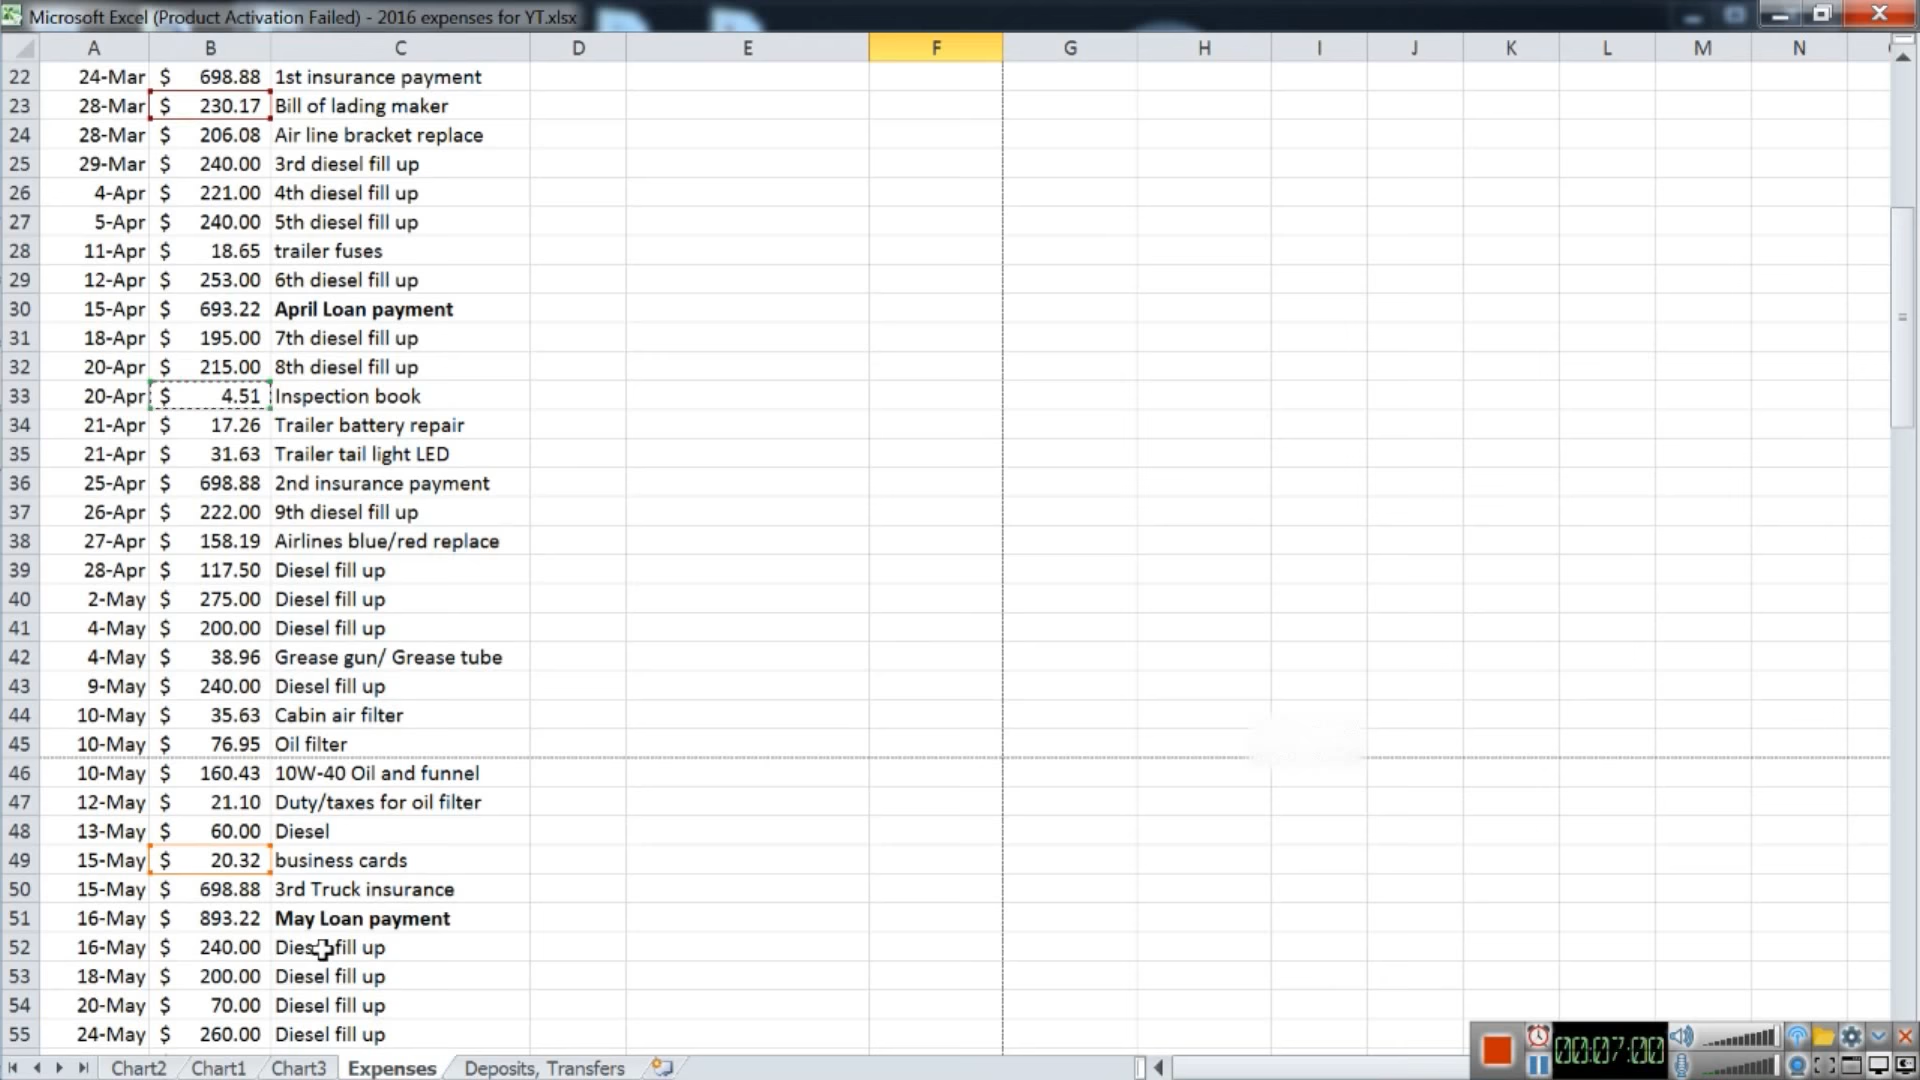 Microsoft Excel (Product Activation Failed) - 2016 expenses for YT.xlsx
A B C D E F G H I J K L M N
22 24-Mar $ 698.88 1st insurance payment
23 28-Mar $ 230.17 Bill of lading maker
24 28-Mar $ 206.08 Air line bracket replace
25 29-Mar $ 240.00 3rd diesel fill up
26 4-Apr $ 221.00 4th diesel fill up
27 5-Apr $ 240.00 5th diesel fill up
28 11-Apr $ 18.65 trailer fuses
29 12-Apr $ 253.00 6th diesel fill up
30 15-Apr $ 693.22 April Loan payment
31 18-Apr $ 195.00 7th diesel fill up
32 20-Apr $ 215.00 8th diesel fill up
33 20-Apr $ 4.51 Inspection book
34 21-Apr $ 17.26 Trailer battery repair
35 21-Apr $ 31.63 Trailer tail light LED
36 25-Apr $ 698.88 2nd insurance payment
37 26-Apr $ 222.00 9th diesel fill up
38 27-Apr $ 158.19 Airlines blue/red replace
39 28-Apr $ 117.50 Diesel fill up
40 2-May $ 275.00 Diesel fill up
41 4-May $ 200.00 Diesel fill up
42 4-May $ 38.96 Grease gun/ Grease tube
43 9-May $ 240.00 Diesel fill up
44 10-May $ 35.63 Cabin air filter
45 10-May $ 76.95 Oil filter
46 10-May $ 160.43 10W-40 Oil and funnel
47 12-May $ 21.10 Duty/taxes for oil filter
48 13-May $ 60.00 Diesel
49 15-May $ 20.32 business cards
50 15-May $ 698.88 3rd Truck insurance
51 16-May $ 893.22 May Loan payment
52 16-May $ 240.00 Diesel fill up
53 18-May $ 200.00 Diesel fill up
54 20-May $ 70.00 Diesel fill up
55 24-May $ 260.00 Diesel fill up
Chart2 Chart1 Chart3 Expenses Deposits, Transfers
00:07:00